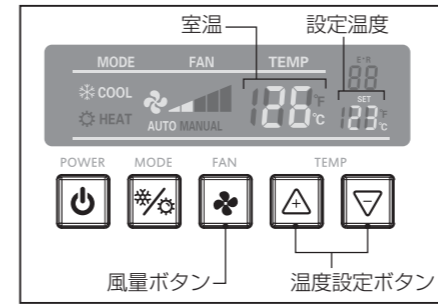 室温 設定温度
MODE FAN TEMP E·R
88
❄ COOL SET
HEAT AUTO MANUAL 26 °F °C 23 °F °C
POWER MODE FAN TEMP
+ −
風量ボタン 温度設定ボタン